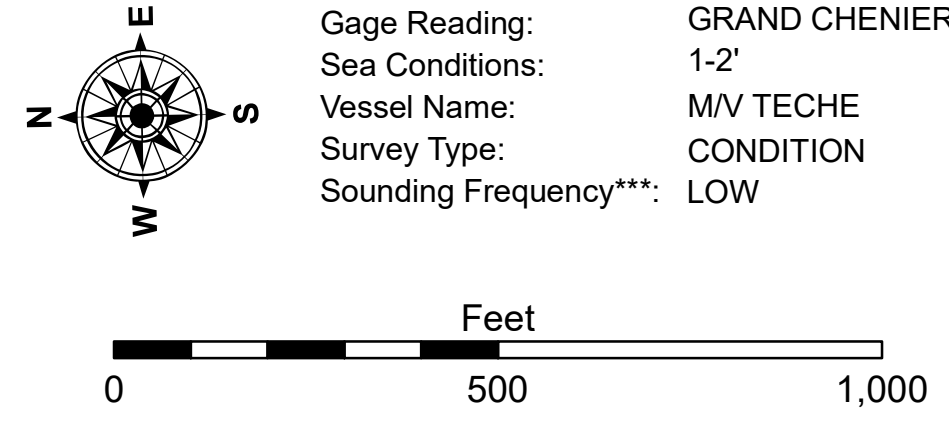 E
N
S
W
Gage Reading: GRAND CHENIER
Sea Conditions: 1-2'
Vessel Name: M/V TECHE
Survey Type: CONDITION
Sounding Frequency***: LOW
Feet
0 500 1,000